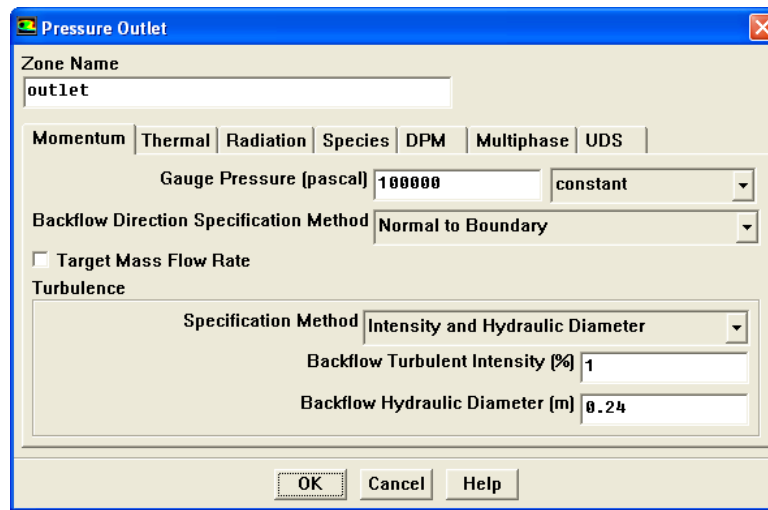 Pressure Outlet
Zone Name
outlet
Momentum Thermal Radiation Species DPM Multiphase UDS
Gauge Pressure (pascal) 100000 constant
Backflow Direction Specification Method Normal to Boundary
Target Mass Flow Rate
Turbulence
Specification Method Intensity and Hydraulic Diameter
Backflow Turbulent Intensity (%) 1
Backflow Hydraulic Diameter (m) 0.24
OK Cancel Help